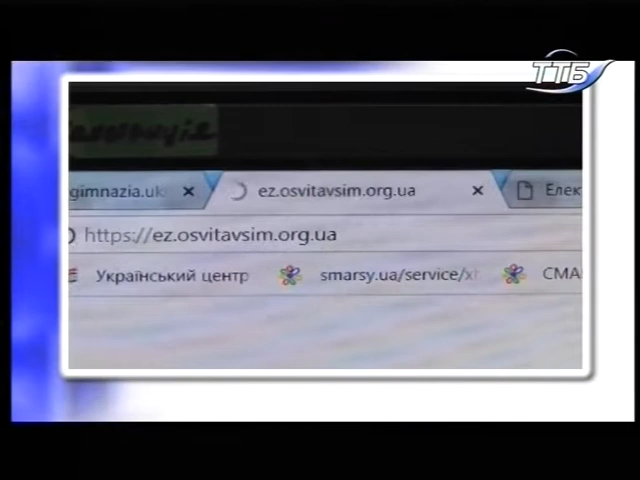 ТТБ
gimnazia.uk
ez.osvitavsim.org.ua
Елек
https://ez.osvitavsim.org.ua
Український центр
smarsy.ua/service/xh
СМА